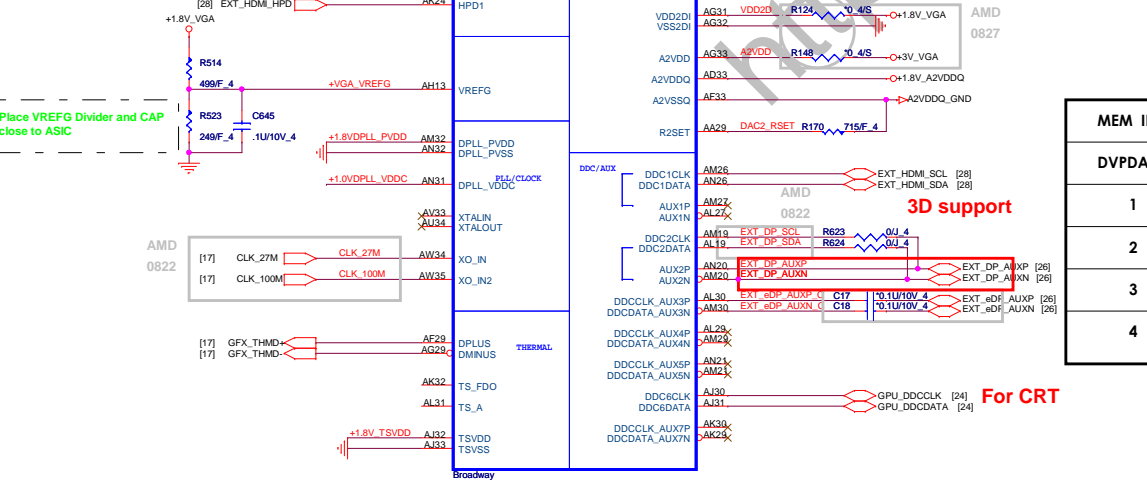 [28] EXT_HDMI_HPD
AK24
HPD1
+1.8V_VGA
R514
499/F_4
+VGA_VREFG
AH13
VREFG
Place VREFG Divider and CAP
close to ASIC
R523
249/F_4
C645
.1U/10V_4
+1.8VDPLL_PVDD
AM32
DPLL_PVDD
AN32
DPLL_PVSS
+1.0VDPLL_VDDC
AN31
DPLL_VDDC
PLL/CLOCK
AV33
XTALIN
AU34
XTALOUT
AMD
0822
[17] CLK_27M
CLK_27M
AW34
XO_IN
[17] CLK_100M
CLK_100M
AW35
XO_IN2
[17] GFX_THMD+
AF29
DPLUS
[17] GFX_THMD-
AG29
DMINUS
THERMAL
AK32
TS_FDO
AL31
TS_A
+1.8V_TSVDD
AJ32
TSVDD
AJ33
TSVSS
Broadway
VDD2DI
AG31
VDD2D
R124
*0_4/S
+1.8V_VGA
VSS2DI
AG32
AMD
0827
A2VDD
AG33
A2VDD
R148
*0_4/S
+3V_VGA
A2VDDQ
AD33
+1.8V_A2VDDQ
A2VSSQ
AF33
A2VDDQ_GND
R2SET
AA29
DAC2_RSET
R170
715/F_4
DDC/AUX
DDC1CLK
AM26
EXT_HDMI_SCL [28]
DDC1DATA
AN26
EXT_HDMI_SDA [28]
AUX1P
AM27
AUX1N
AL27
AMD
0822
3D support
DDC2CLK
AM19
EXT_DP_SCL
R623
0/J_4
DDC2DATA
AL19
EXT_DP_SDA
R624
0/J_4
AUX2P
AN20
EXT_DP_AUXP
EXT_DP_AUXP [26]
AUX2N
AM20
EXT_DP_AUXN
EXT_DP_AUXN [26]
DDCCLK_AUX3P
AL30
EXT_eDP_AUXP_C
C17
*0.1U/10V_4
EXT_eDP_AUXP [26]
DDCDATA_AUX3N
AM30
EXT_eDP_AUXN_C
C18
*0.1U/10V_4
EXT_eDP_AUXN [26]
DDCCLK_AUX4P
AL29
DDCDATA_AUX4N
AM29
DDCCLK_AUX5P
AN21
DDCDATA_AUX5N
AM21
DDC6CLK
AJ30
GPU_DDCCLK [24]
DDC6DATA
AJ31
GPU_DDCDATA [24]
For CRT
DDCCLK_AUX7P
AK30
DDCDATA_AUX7N
AK29
MEM I
DVPDA
1
2
3
4
http